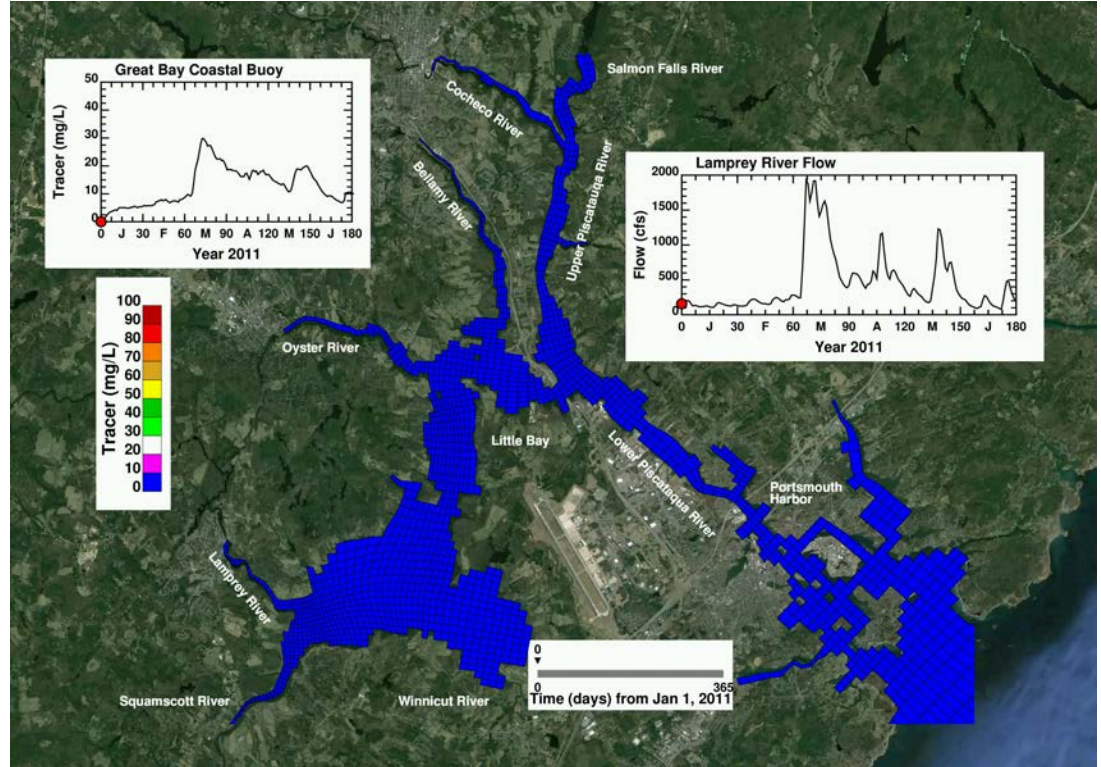 Great Bay Coastal Buoy
50
40
30
20
10
0
Tracer (mg/L)
0 J 30 F 60 M 90 A 120 M 150 J 180
Year 2011
Salmon Falls River
Cocheco River
Bellamy River
Upper Piscatauqa River
Lamprey River Flow
2000
1500
1000
500
0
Flow (cfs)
0 J 30 F 60 M 90 A 120 M 150 J 180
Year 2011
100
90
80
70
60
50
40
30
20
10
0
Tracer (mg/L)
Oyster River
Little Bay
Lower Piscataqua River
Portsmouth
Harbor
Lamprey River
Squamscott River
Winnicut River
0
0 365
Time (days) from Jan 1, 2011